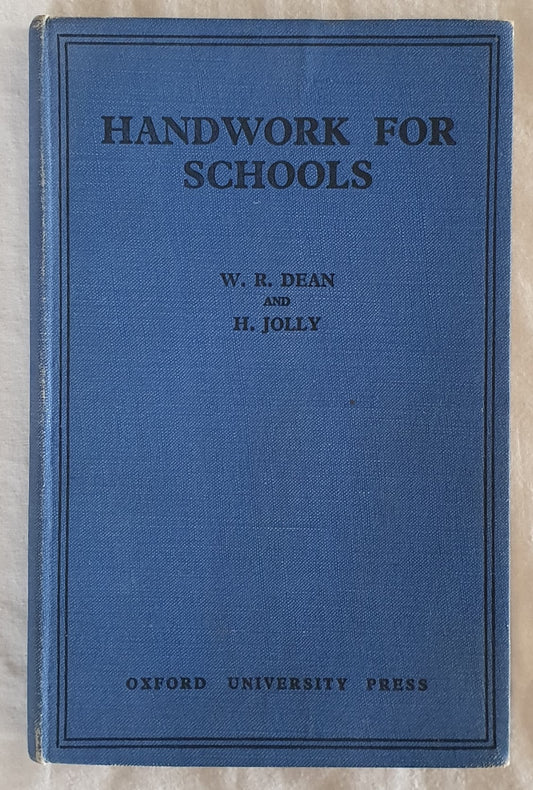 HANDWORK FOR
SCHOOLS
W. R. DEAN
AND
H. JOLLY
OXFORD UNIVERSITY PRESS